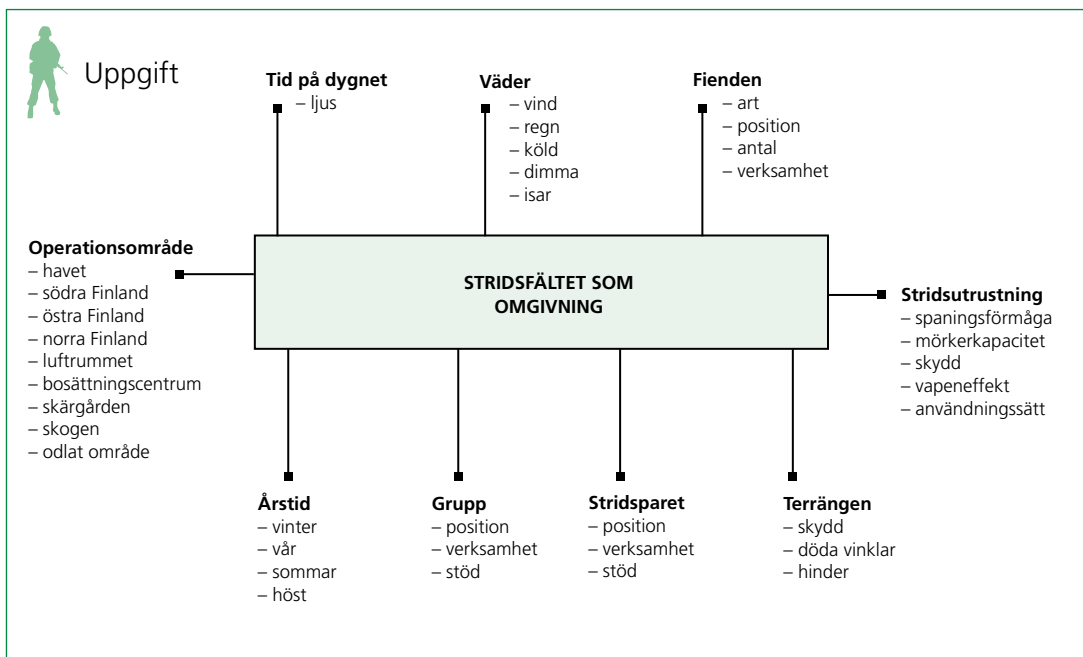 Uppgift
Tid på dygnet
– ljus
Väder
– vind
– regn
– köld
– dimma
– isar
Fienden
– art
– position
– antal
– verksamhet
Operationsområde
– havet
– södra Finland
– östra Finland
– norra Finland
– luftrummet
– bosättningscentrum
– skärgården
– skogen
– odlat område
STRIDSFÄLTET SOM
OMGIVNING
Stridsutrustning
– spaningsförmåga
– mörkerkapacitet
– skydd
– vapeneffekt
– användningssätt
Årstid
– vinter
– vår
– sommar
– höst
Grupp
– position
– verksamhet
– stöd
Stridsparet
– position
– verksamhet
– stöd
Terrängen
– skydd
– döda vinklar
– hinder